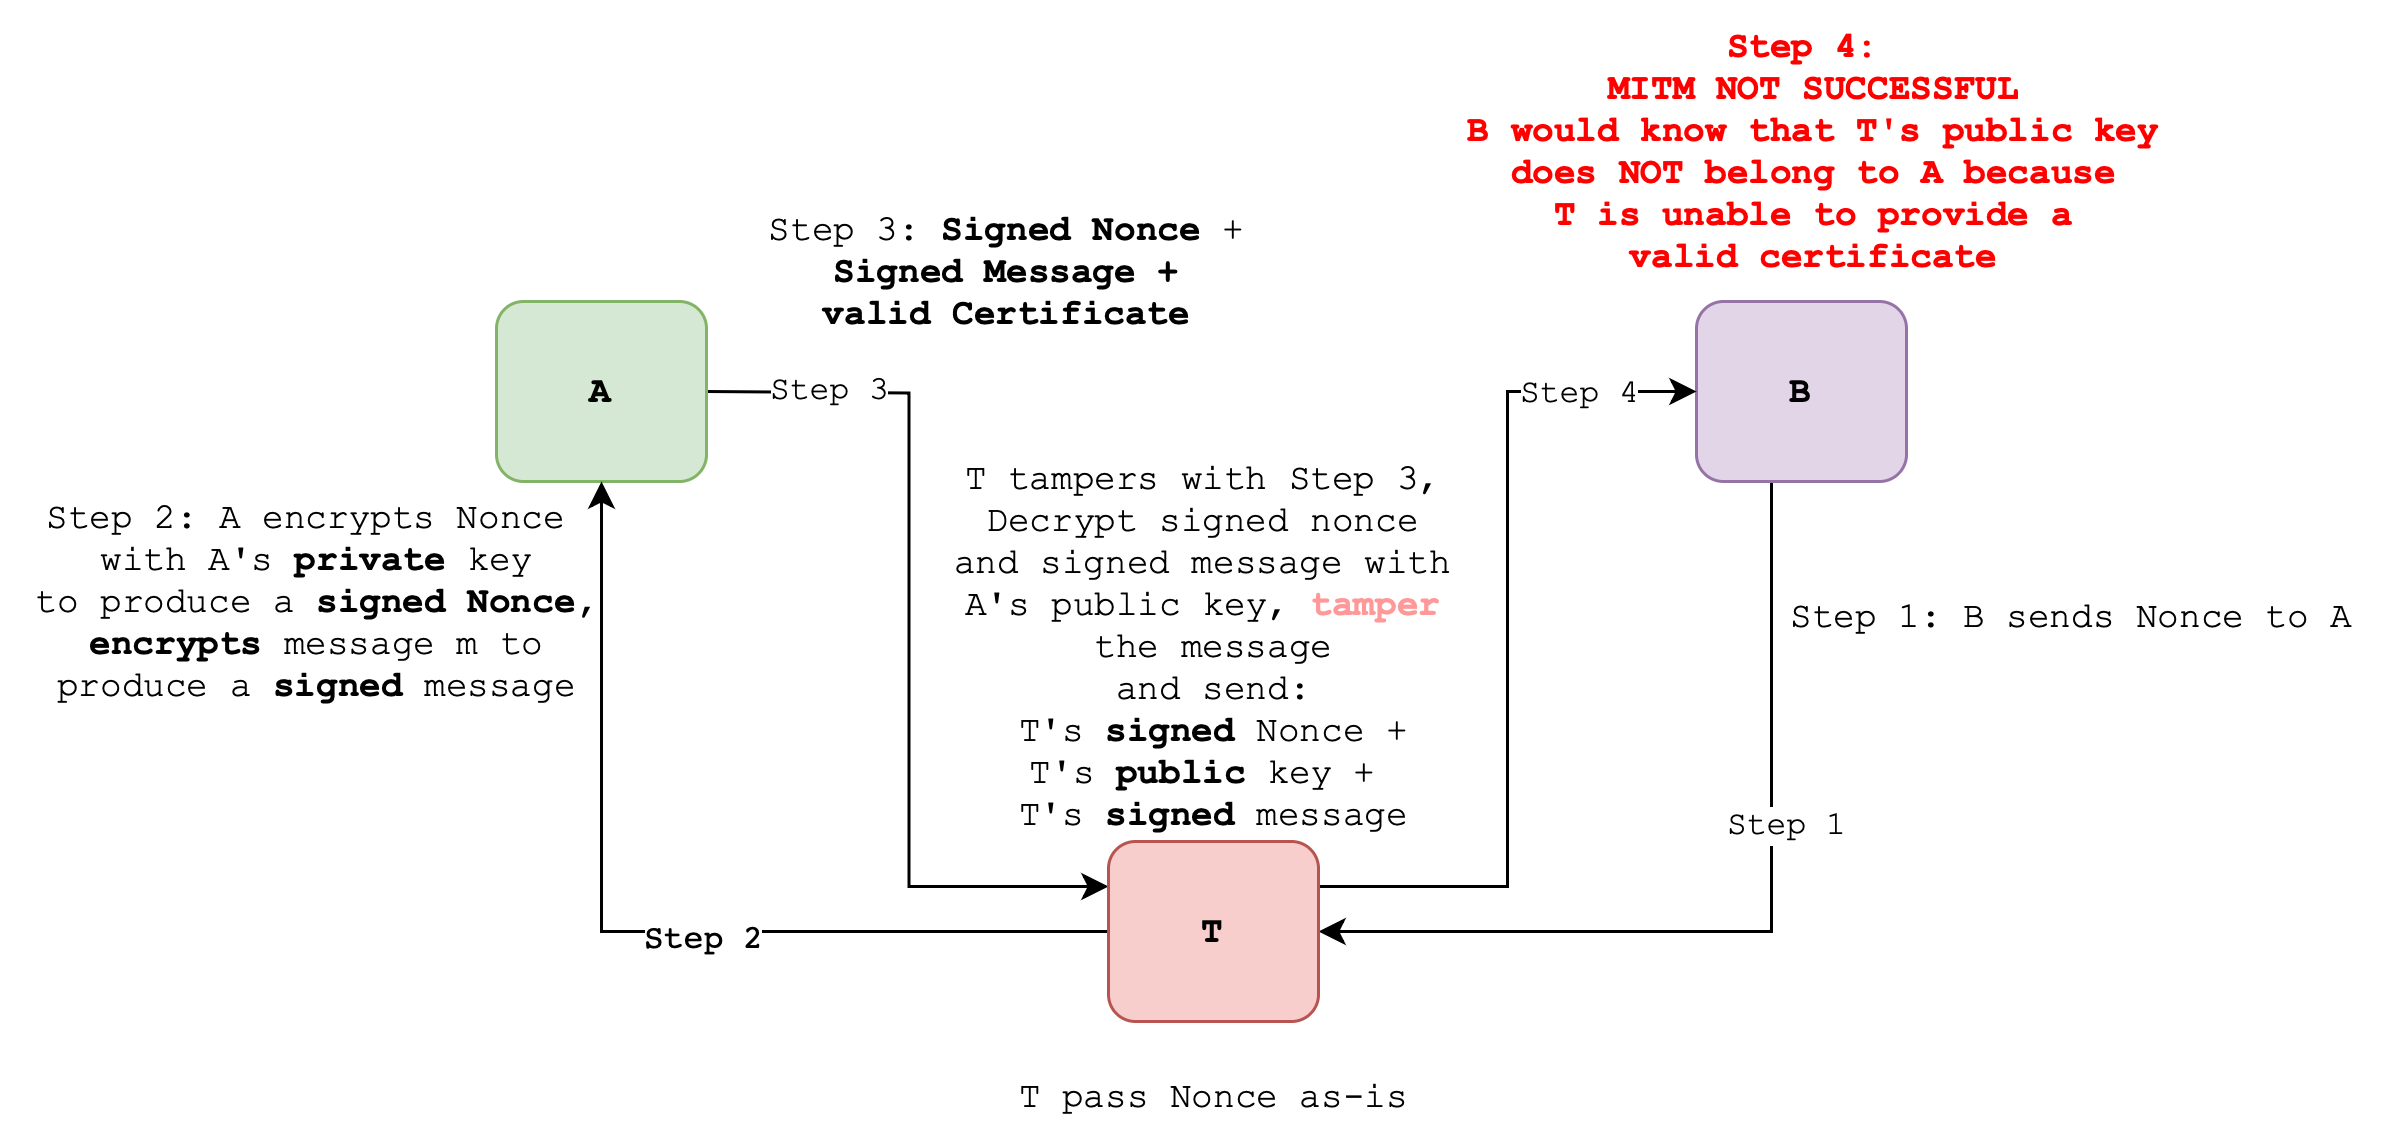 Step 4:
MITM NOT SUCCESSFUL
B would know that T's public key
does NOT belong to A because
T is unable to provide a
valid certificate
Step 3: Signed Nonce +
Signed Message +
valid Certificate
A
Step 3
Step 4
B
Step 2: A encrypts Nonce
with A's private key
to produce a signed Nonce,
encrypts message m to
produce a signed message
T tampers with Step 3,
Decrypt signed nonce
and signed message with
A's public key, tamper
the message
and send:
T's signed Nonce +
T's public key +
T's signed message
Step 1: B sends Nonce to A
Step 1
Step 2
T
T pass Nonce as-is